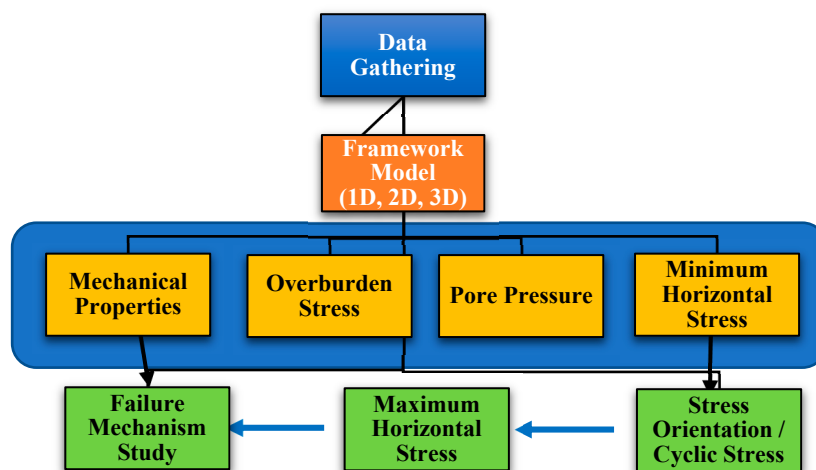 Data
Gathering
Framework
Model
(1D, 2D, 3D)
Mechanical
Properties
Overburden
Stress
Pore Pressure
Minimum
Horizontal
Stress
Failure
Mechanism
Study
Maximum
Horizontal
Stress
Stress
Orientation /
Cyclic Stress